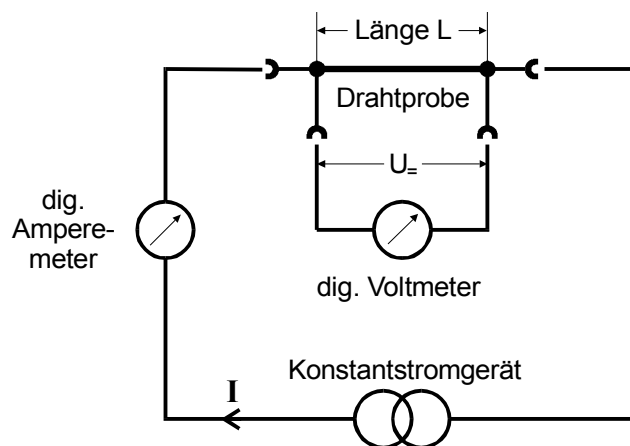 Länge L
Drahtprobe
U=
dig.
Ampere-
meter
dig. Voltmeter
Konstantstromgerät
I